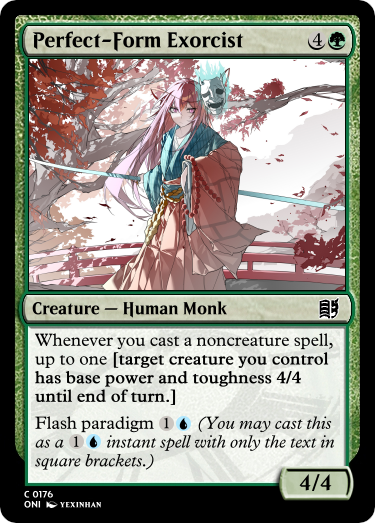 Perfect-Form Exorcist 4
Creature — Human Monk
Whenever you cast a noncreature spell,
up to one [target creature you control
has base power and toughness 4/4
until end of turn.]
Flash paradigm 1 (You may cast this
as a 1 instant spell with only the text in
square brackets.)
4/4
C 0176
ONI YEXINHAN